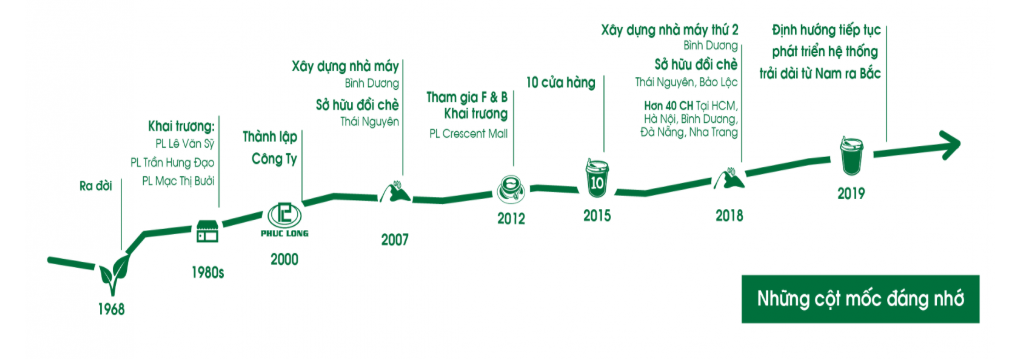 Ra đời
1968
Khai trương:
PL Lê Văn Sỹ
PL Trần Hưng Đạo
PL Mạc Thị Bưởi
1980s
Thành lập
Công Ty
PHUC LONG
2000
Xây dựng nhà máy
Bình Dương
Sở hữu đồi chè
Thái Nguyên
2007
Tham gia F & B
Khai trương
PL Crescent Mall
2012
10 cửa hàng
10
2015
Xây dựng nhà máy thứ 2
Bình Dương
Sở hữu đồi chè
Thái Nguyên, Bảo Lộc
Hơn 40 CH Tại HCM,
Hà Nội, Bình Dương,
Đà Nẵng, Nha Trang
2018
Định hướng tiếp tục
phát triển hệ thống
trải dài từ Nam ra Bắc
2019
Những cột mốc đáng nhớ